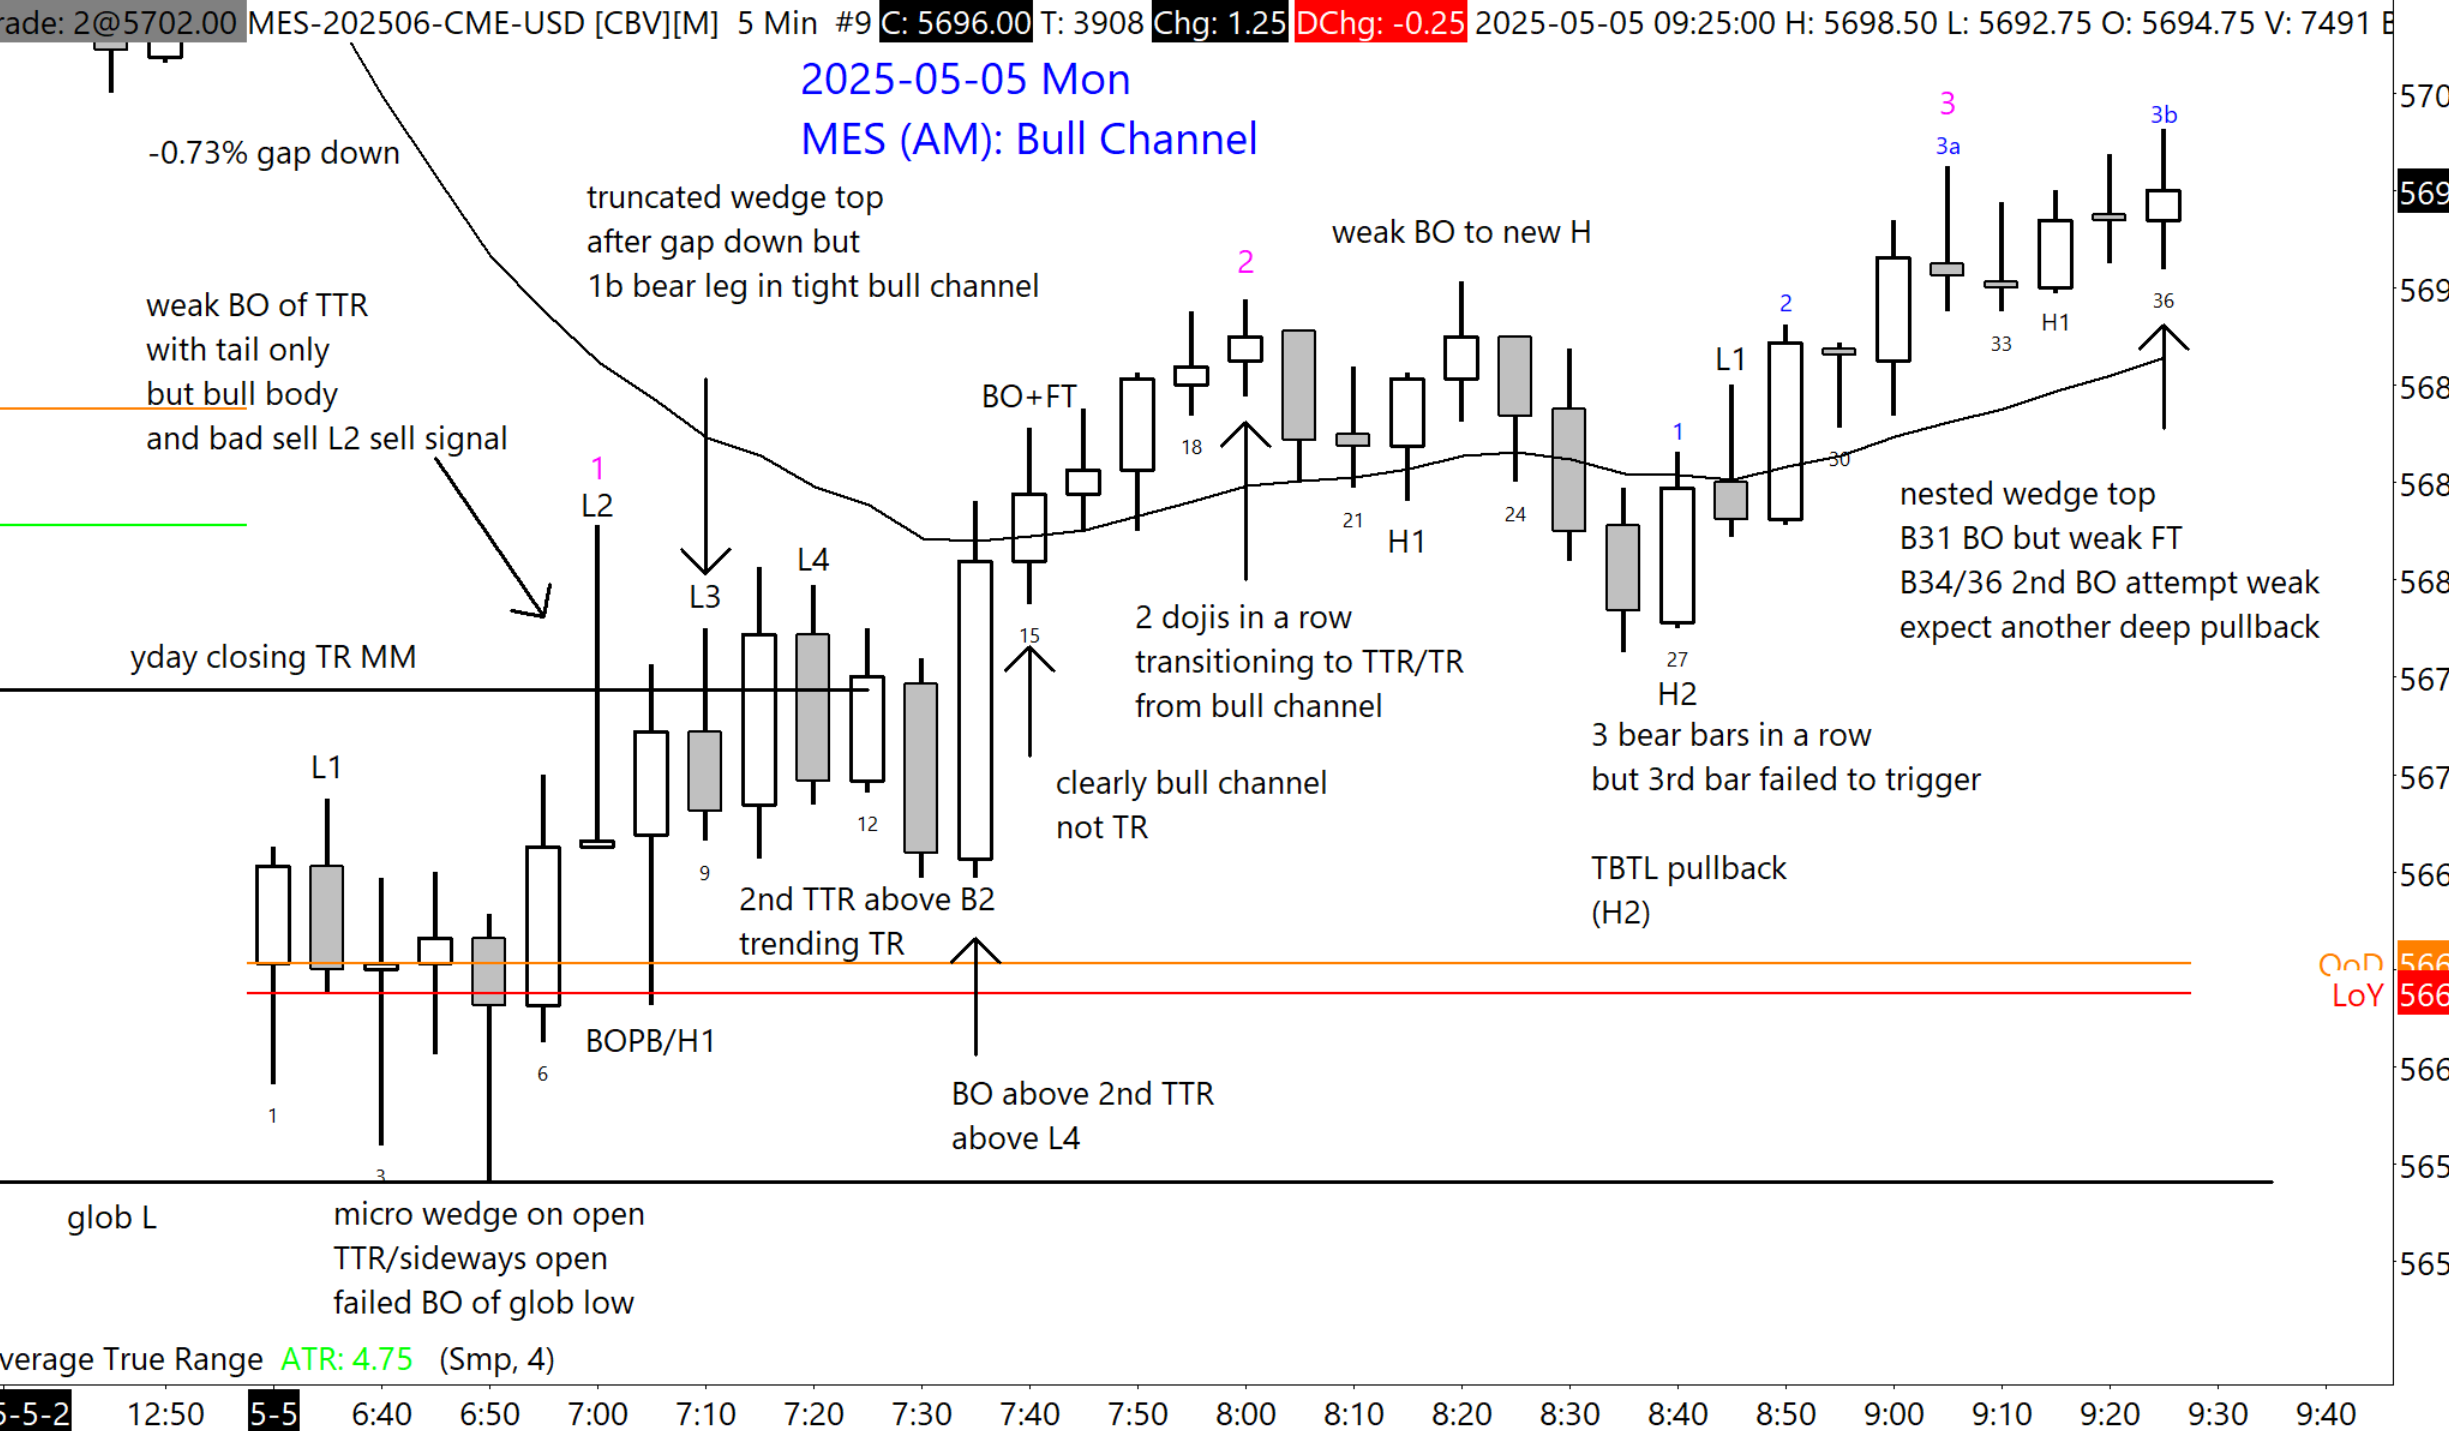 rade: 2@5702.00 MES-202506-CME-USD [CBV][M] 5 Min #9 C: 5696.00 T: 3908 Chg: 1.25 DChg: -0.25 2025-05-05 09:25:00 H: 5698.50 L: 5692.75 O: 5694.75 V: 7491
2025-05-05 Mon
MES (AM): Bull Channel
-0.73% gap down
truncated wedge top
after gap down but
1b bear leg in tight bull channel
weak BO to new H
weak BO of TTR
with tail only
but bull body
and bad sell L2 sell signal
3
3a
3b
2
1
L2
BO+FT
18
2
L1
1
30
36
H1
33
L3
L4
15
21
H1
24
nested wedge top
B31 BO but weak FT
B34/36 2nd BO attempt weak
expect another deep pullback
2 dojis in a row
transitioning to TTR/TR
from bull channel
yday closing TR MM
27
H2
3 bear bars in a row
but 3rd bar failed to trigger
TBTL pullback
(H2)
clearly bull channel
not TR
L1
9
12
2nd TTR above B2
trending TR
OoD
LoY
BOPB/H1
6
1
3
BO above 2nd TTR
above L4
glob L
micro wedge on open
TTR/sideways open
failed BO of glob low
verage True Range ATR: 4.75 (Smp, 4)
570
569
569
568
568
568
567
567
566
566
566
566
565
565
5-5-2 12:50 5-5 6:40 6:50 7:00 7:10 7:20 7:30 7:40 7:50 8:00 8:10 8:20 8:30 8:40 8:50 9:00 9:10 9:20 9:30 9:40